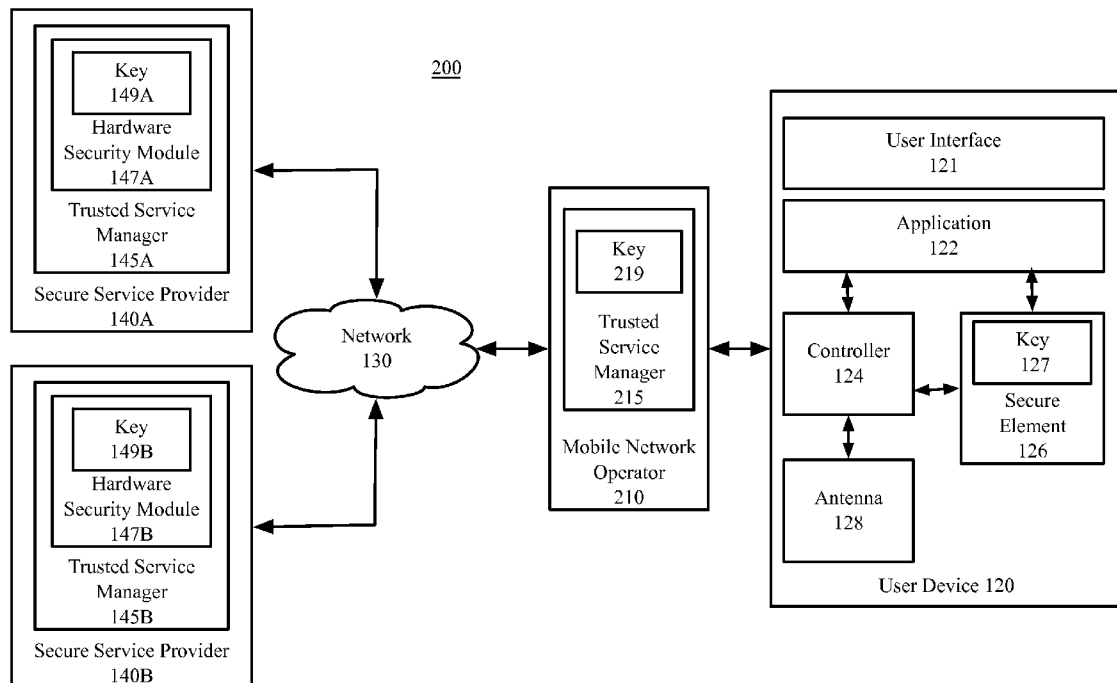 200
Key
149A
Hardware
Security Module
147A
Trusted Service
Manager
145A
Secure Service Provider
140A
Key
149B
Hardware
Security Module
147B
Trusted Service
Manager
145B
Secure Service Provider
140B
Network
130
Key
219
Trusted
Service
Manager
215
Mobile Network
Operator
210
User Interface
121
Application
122
Controller
124
Key
127
Secure
Element
126
Antenna
128
User Device 120